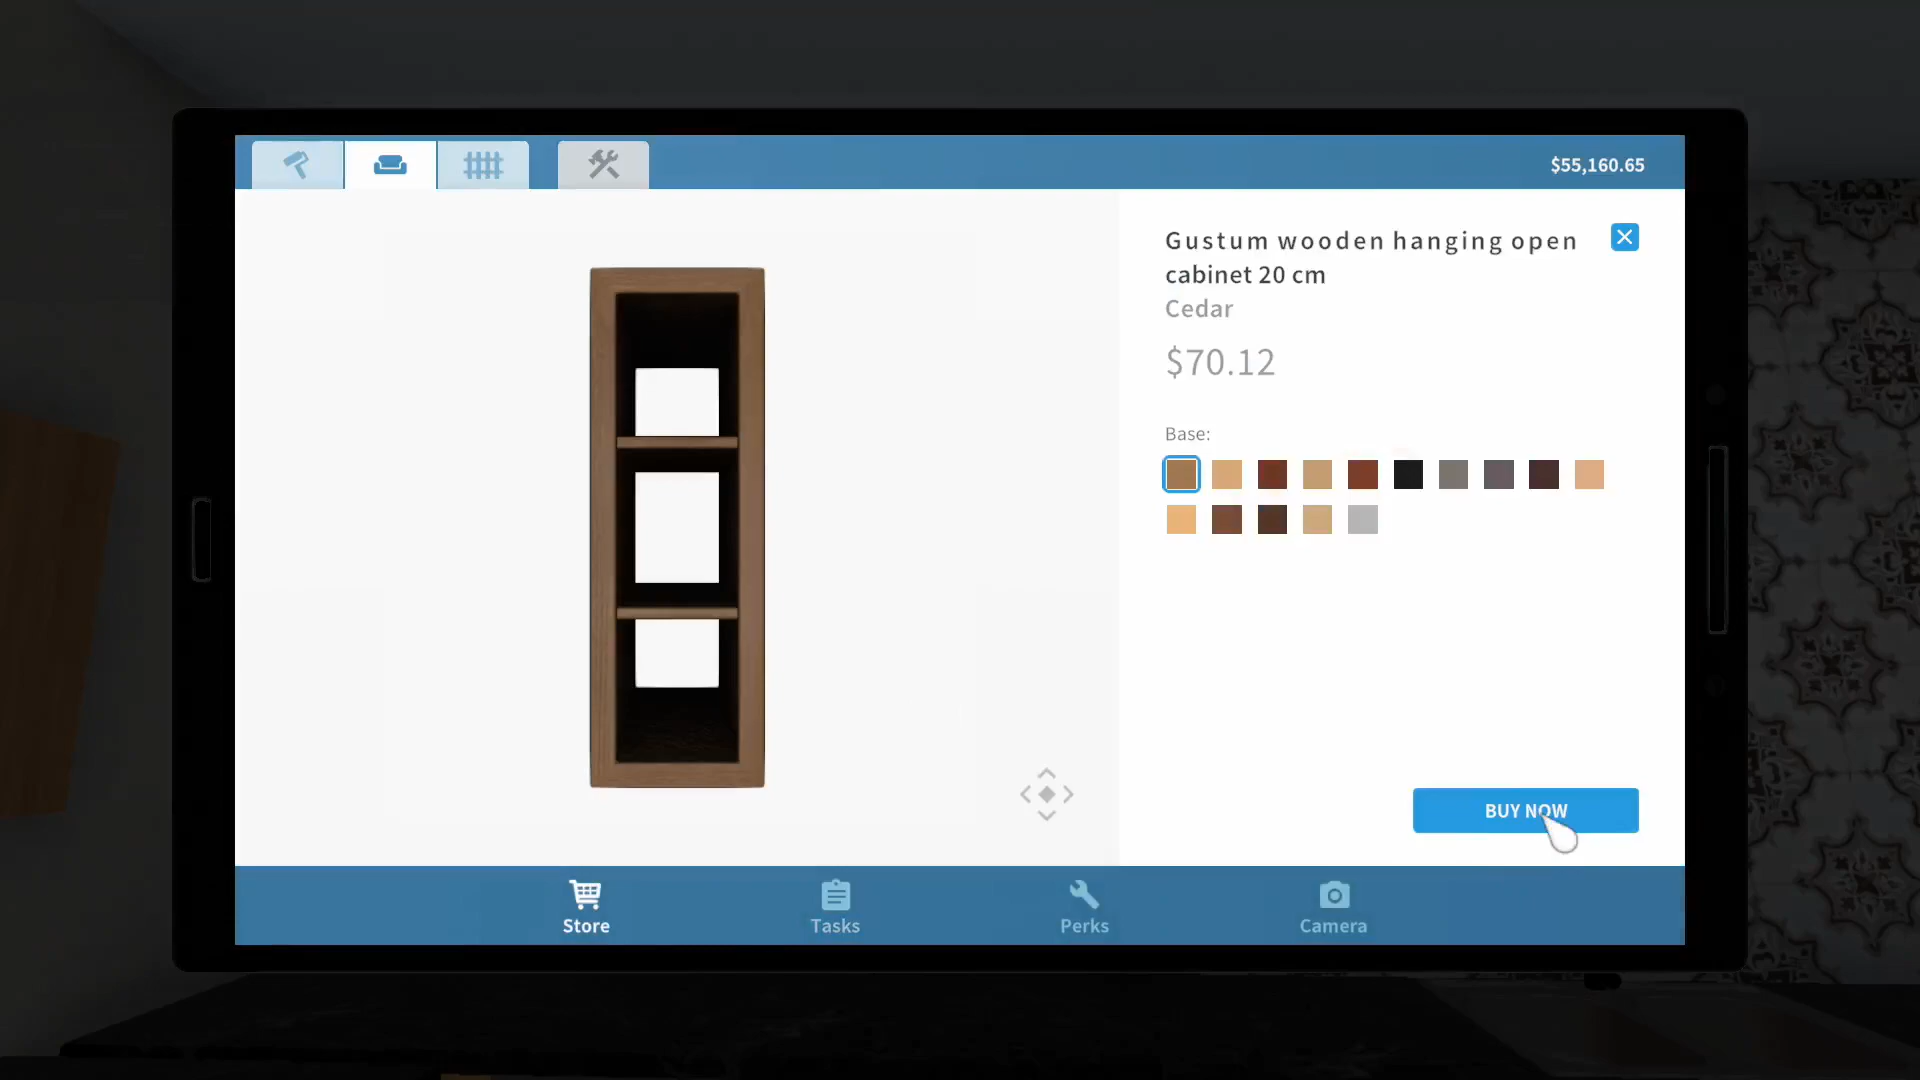 $55,160.65
Gustum wooden hanging open
cabinet 20 cm
Cedar
$70.12
Base:
BUY NOW
Store
Tasks
Perks
Camera